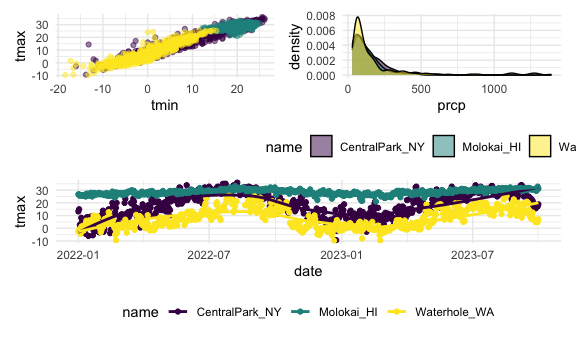 tmax
30
20
10
0
-10
-20 -10 0 10 20
tmin
density
0.008
0.006
0.004
0.002
0.000
0 500 1000
prcp
name CentralPark_NY Molokai_HI Wa
tmax
30
20
10
0
-10
2022-01 2022-07 2023-01 2023-07
date
name CentralPark_NY Molokai_HI Waterhole_WA